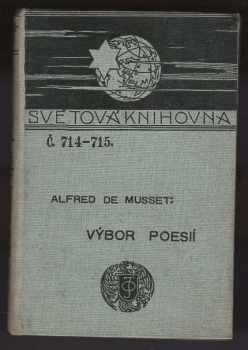 SVĚTOVÁ KNIHOVNA
Č. 714-715.
ALFRED DE MUSSET:
VÝBOR POESIÍ